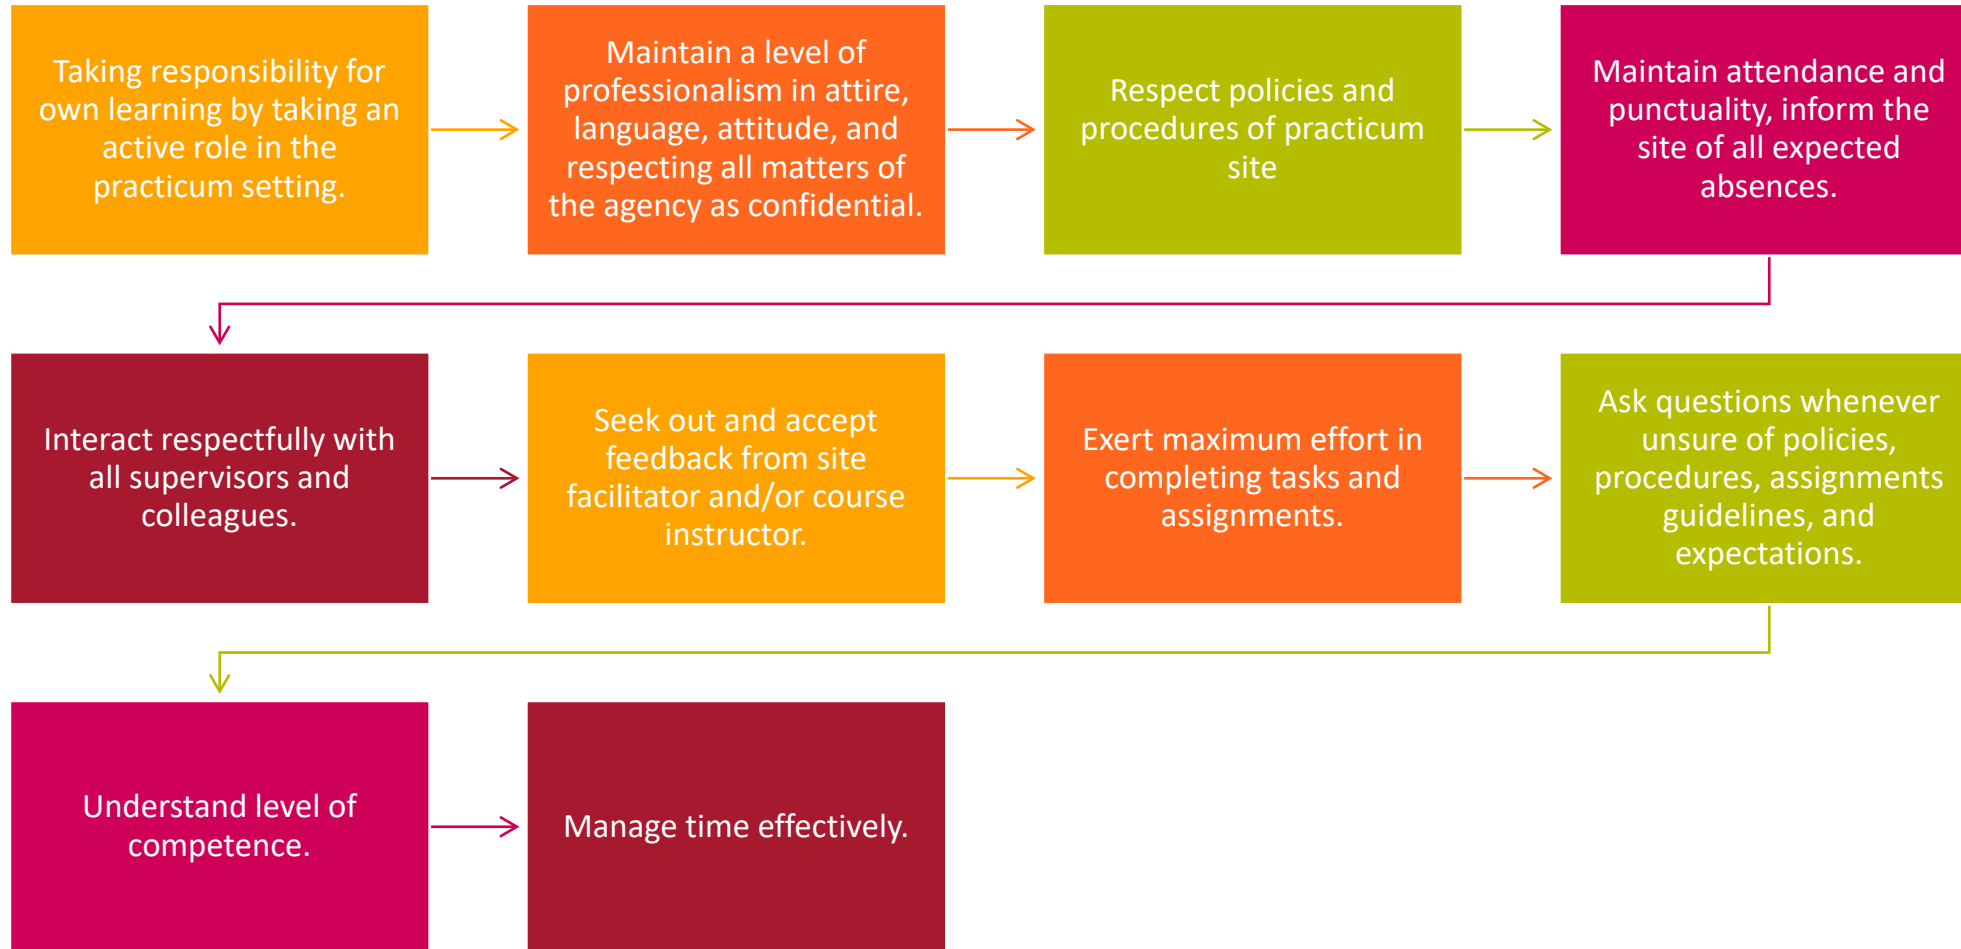 Taking responsibility for
own learning by taking an
active role in the
practicum setting.
Maintain a level of
professionalism in attire,
language, attitude, and
respecting all matters of
the agency as confidential.
Respect policies and
procedures of practicum
site
Maintain attendance and
punctuality, inform the
site of all expected
absences.
Interact respectfully with
all supervisors and
colleagues.
Seek out and accept
feedback from site
facilitator and/or course
instructor.
Exert maximum effort in
completing tasks and
assignments.
Ask questions whenever
unsure of policies,
procedures, assignments
guidelines, and
expectations.
Understand level of
competence.
Manage time effectively.